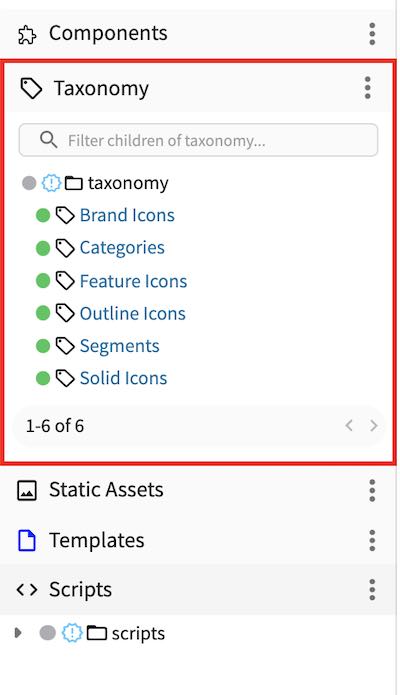 Components
Taxonomy
Filter children of taxonomy...
taxonomy
Brand Icons
Categories
Feature Icons
Outline Icons
Segments
Solid Icons
1-6 of 6
Static Assets
Templates
Scripts
scripts